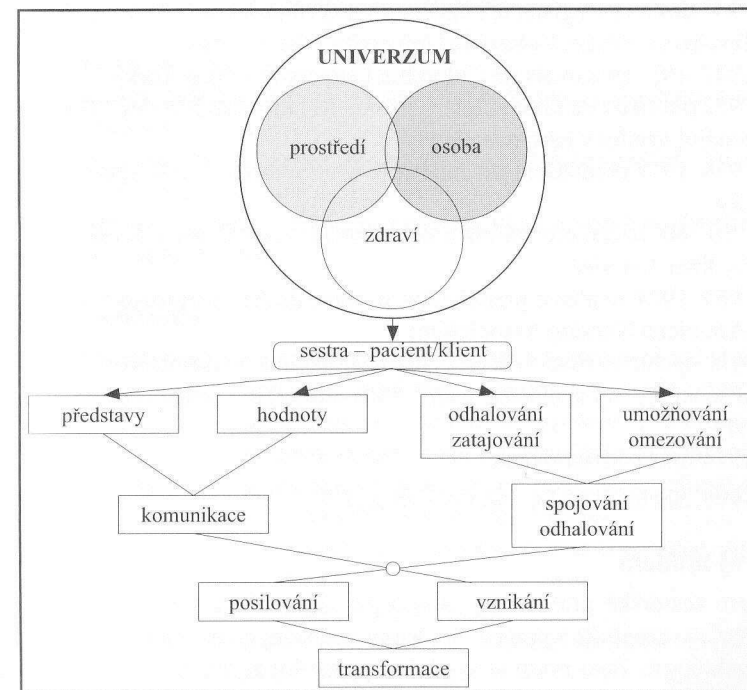 UNIVERZUM
prostředí
osoba
zdraví
sestra – pacient/klient
představy
hodnoty
odhalování
zatajování
umožňování
omezování
komunikace
spojování
odhalování
posilování
vznikání
transformace